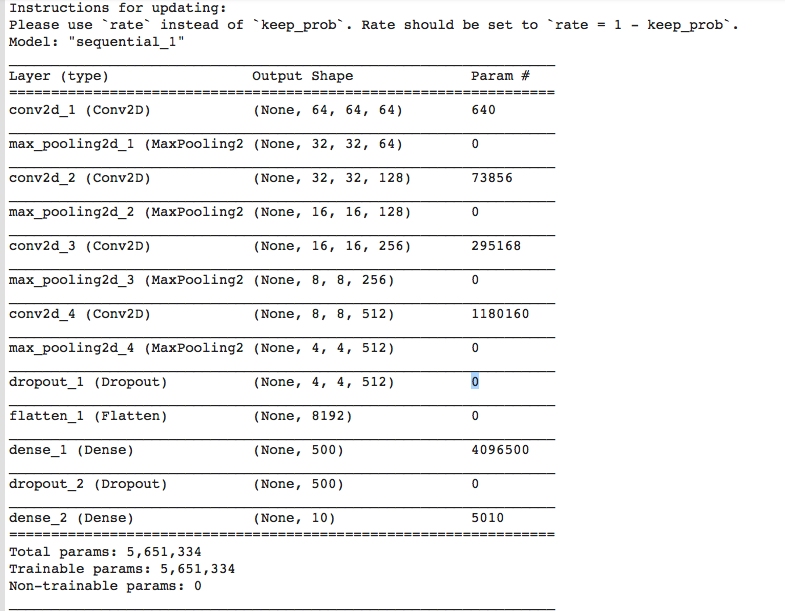 Instructions for updating:
Please use `rate` instead of `keep_prob`. Rate should be set to `rate = 1 - keep_prob`.
Model: "sequential_1"
_________________________________________________________________
Layer (type)                 Output Shape              Param #
=================================================================
conv2d_1 (Conv2D)            (None, 64, 64, 64)        640
_________________________________________________________________
max_pooling2d_1 (MaxPooling2 (None, 32, 32, 64)        0
_________________________________________________________________
conv2d_2 (Conv2D)            (None, 32, 32, 128)       73856
_________________________________________________________________
max_pooling2d_2 (MaxPooling2 (None, 16, 16, 128)       0
_________________________________________________________________
conv2d_3 (Conv2D)            (None, 16, 16, 256)       295168
_________________________________________________________________
max_pooling2d_3 (MaxPooling2 (None, 8, 8, 256)         0
_________________________________________________________________
conv2d_4 (Conv2D)            (None, 8, 8, 512)         1180160
_________________________________________________________________
max_pooling2d_4 (MaxPooling2 (None, 4, 4, 512)         0
_________________________________________________________________
dropout_1 (Dropout)          (None, 4, 4, 512)         0
_________________________________________________________________
flatten_1 (Flatten)          (None, 8192)              0
_________________________________________________________________
dense_1 (Dense)              (None, 500)               4096500
_________________________________________________________________
dropout_2 (Dropout)          (None, 500)               0
_________________________________________________________________
dense_2 (Dense)              (None, 10)                5010
=================================================================
Total params: 5,651,334
Trainable params: 5,651,334
Non-trainable params: 0
_________________________________________________________________